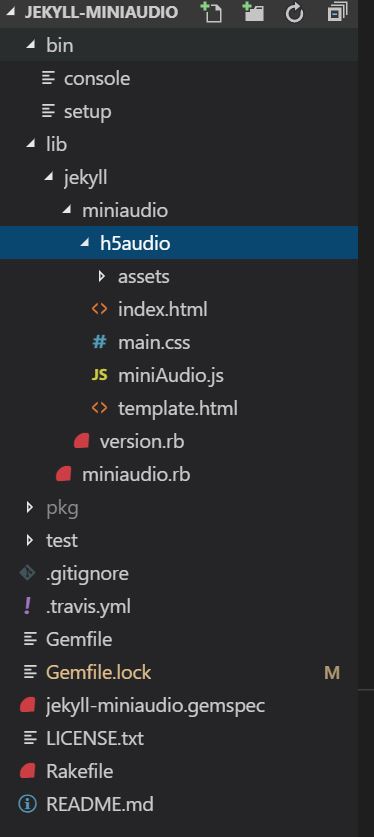 JEKYLL-MINIAUDIO
bin
console
setup
lib
jekyll
miniaudio
h5audio
assets
<> index.html
# main.css
JS miniAudio.js
<> template.html
version.rb
miniaudio.rb
pkg
test
.gitignore
! .travis.yml
Gemfile
Gemfile.lock M
jekyll-miniaudio.gemspec
LICENSE.txt
Rakefile
README.md